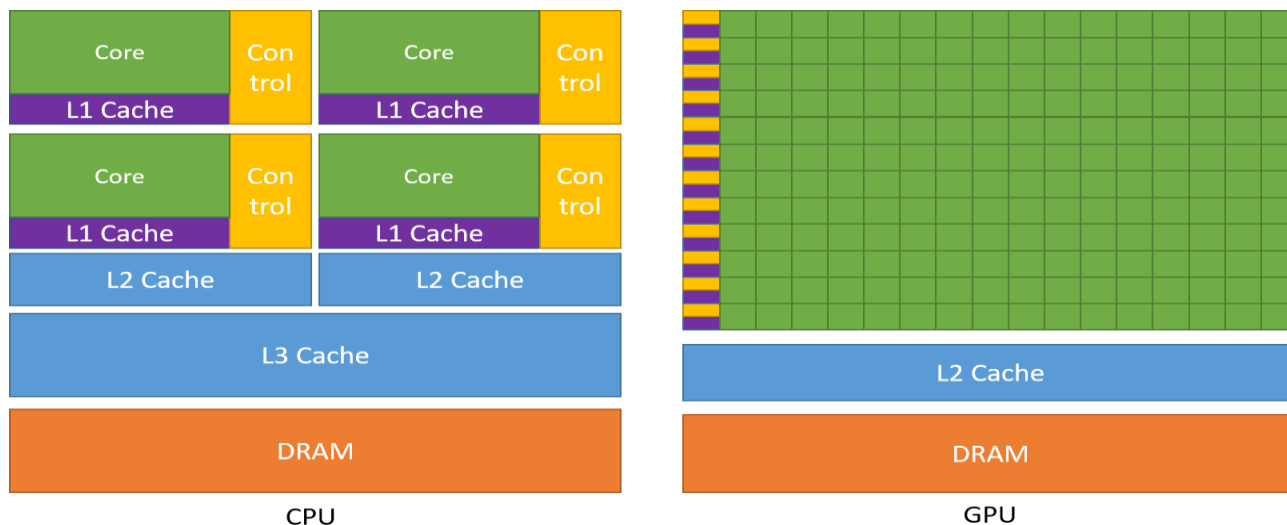 Core
Con
trol
Core
Con
trol
L1 Cache
L1 Cache
Core
Con
trol
Core
Con
trol
L1 Cache
L1 Cache
L2 Cache
L2 Cache
L3 Cache
DRAM
CPU
L2 Cache
DRAM
GPU